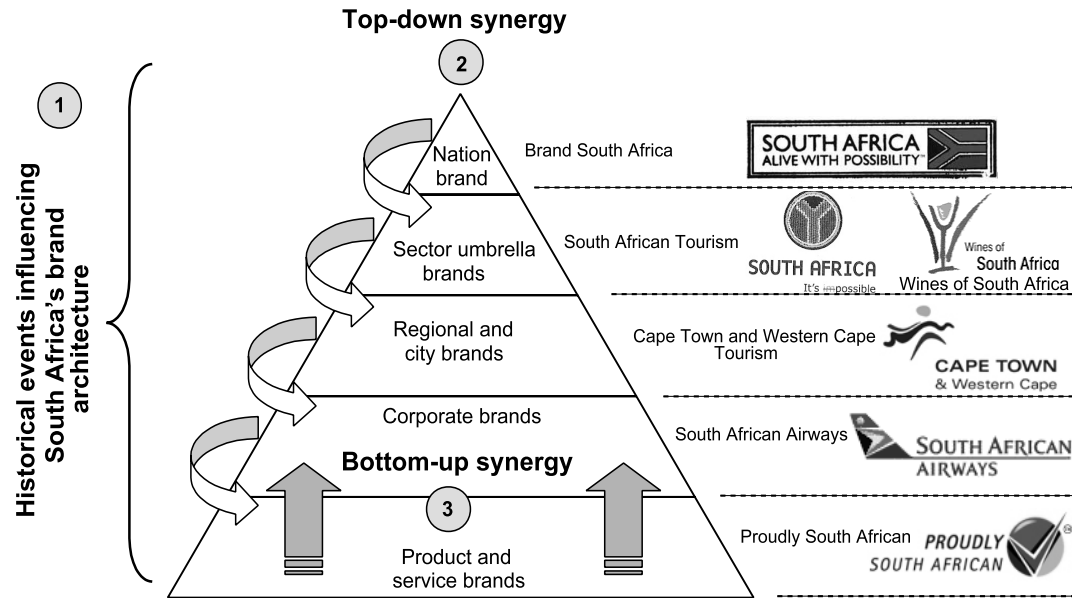 Top-down synergy
2
1
Historical events influencing
South Africa's brand
architecture
Nation
brand
Brand South Africa
SOUTH AFRICA
ALIVE WITH POSSIBILITY™
Sector umbrella
brands
South African Tourism
SOUTH AFRICA
It's impossible
Wines of
South Africa
Wines of South Africa
Regional and
city brands
Cape Town and Western Cape
Tourism
CAPE TOWN
& Western Cape
Corporate brands
South African Airways
SOUTH AFRICAN
AIRWAYS
Bottom-up synergy
3
Product and
service brands
Proudly South African
PROUDLY
SOUTH AFRICAN